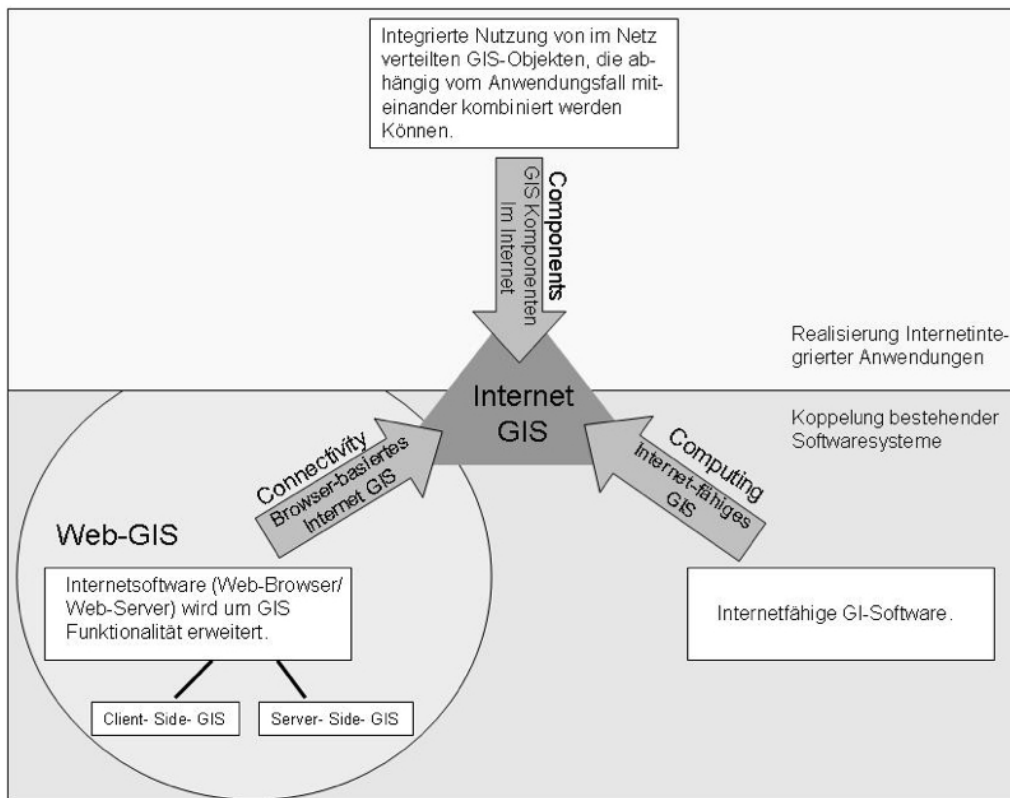 Integrierte Nutzung von im Netz
verteilten GIS-Objekten, die ab-
hängig vom Anwendungsfall mit-
einander kombiniert werden
Können.
Components
GIS Komponenten
Im Internet
Realisierung Internetinte-
grierter Anwendungen
Internet
GIS
Koppelung bestehender
Softwaresysteme
Connectivity
Browser-basiertes
Internet GIS
Computing
Internet-fähiges
GIS
Web-GIS
Internetsoftware (Web-Browser/
Web-Server) wird um GIS
Funktionalität erweitert.
Internetfähige GI-Software.
Client- Side- GIS
Server- Side- GIS